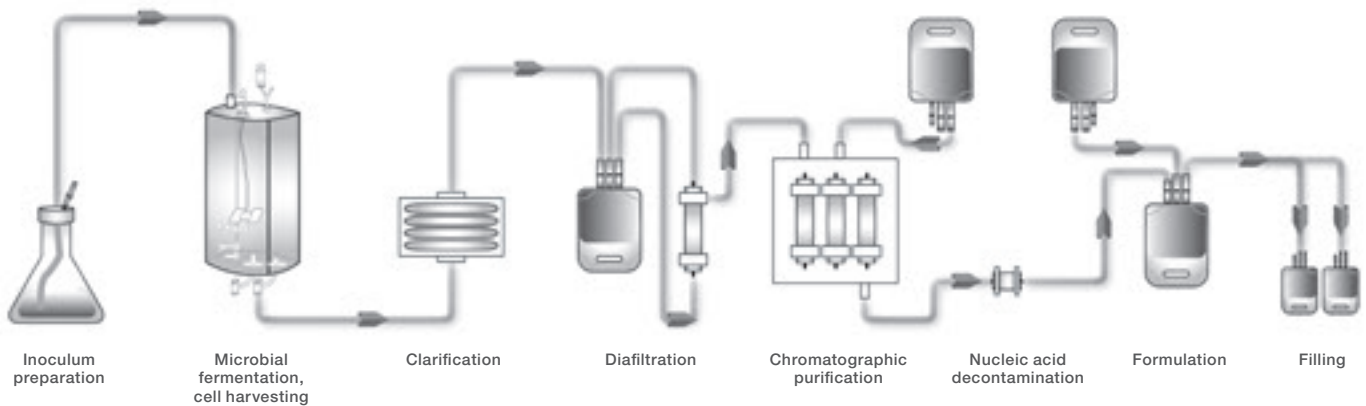 Inoculum
preparation
Microbial
fermentation,
cell harvesting
Clarification
Diafiltration
Chromatographic
purification
Nucleic acid
decontamination
Formulation
Filling